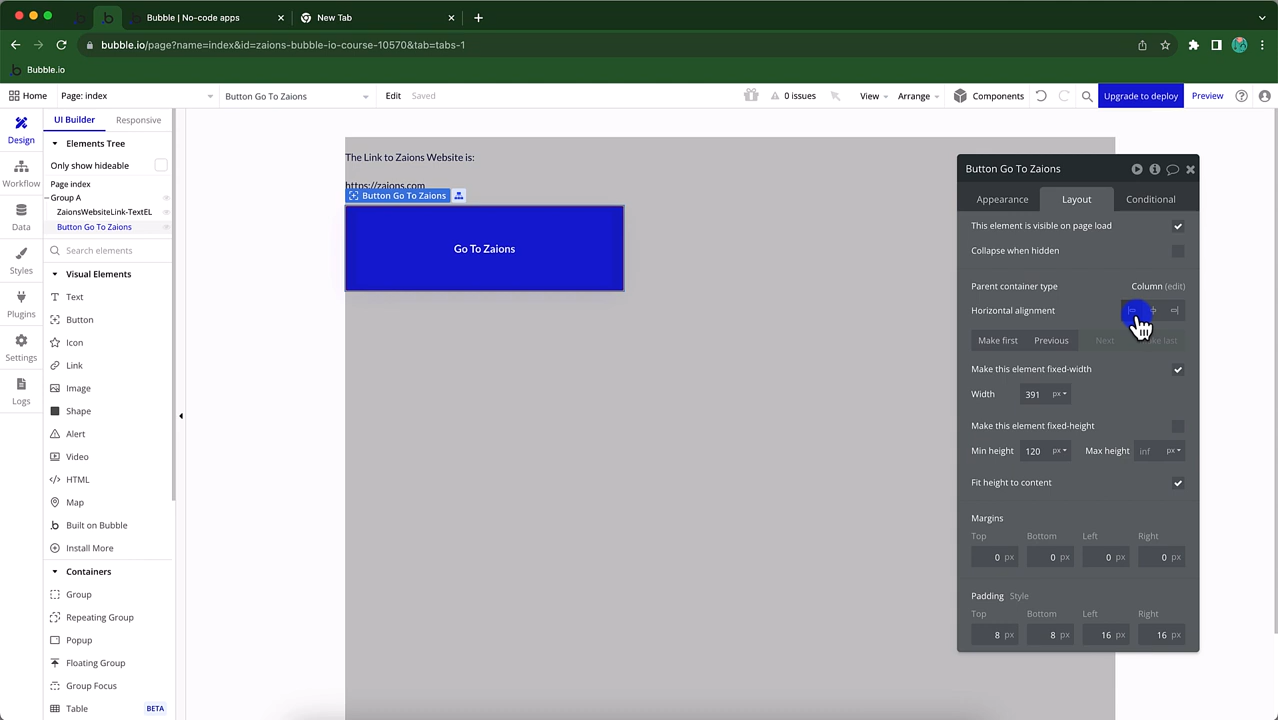 Bubble | No-code apps
New Tab
bubble.io/page?name=index&id=zaions-bubble-io-course-10570&tab=tabs-1
Bubble.io
Home
Page: index
Button Go To Zaions
Edit
Saved
0 issues
View
Arrange
Components
Upgrade to deploy
Preview
Design
Workflow
Data
Styles
Plugins
Settings
Logs
UI Builder
Responsive
Elements Tree
Only show hideable
Page index
Group A
ZaionsWebsiteLink-TextEL
Button Go To Zaions
Search elements
Visual Elements
Text
Button
Icon
Link
Image
Shape
Alert
Video
HTML
Map
Built on Bubble
Install More
Containers
Group
Repeating Group
Popup
Floating Group
Group Focus
Table BETA
The Link to Zaions Website is:
https://zaions.com
Button Go To Zaions
Go To Zaions
Button Go To Zaions
Appearance
Layout
Conditional
This element is visible on page load
Collapse when hidden
Parent container type Column (edit)
Horizontal alignment
Make first Previous Next
Make this element fixed-width
Width 391 px
Make this element fixed-height
Min height 120 px Max height inf px
Fit height to content
Margins
Top Bottom Left Right
0 px 0 px 0 px 0 px
Padding Style
Top Bottom Left Right
8 px 8 px 16 px 16 px